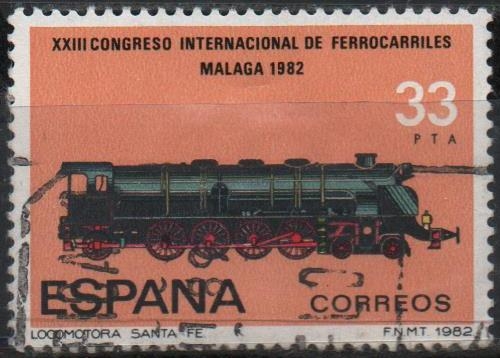 XXIII CONGRESO INTERNACIONAL DE FERROCARRILES
MALAGA 1982
33
PTA
ESPAÑA
CORREOS
LOCOMOTORA SANTA FE
F.N.M.T. 1982